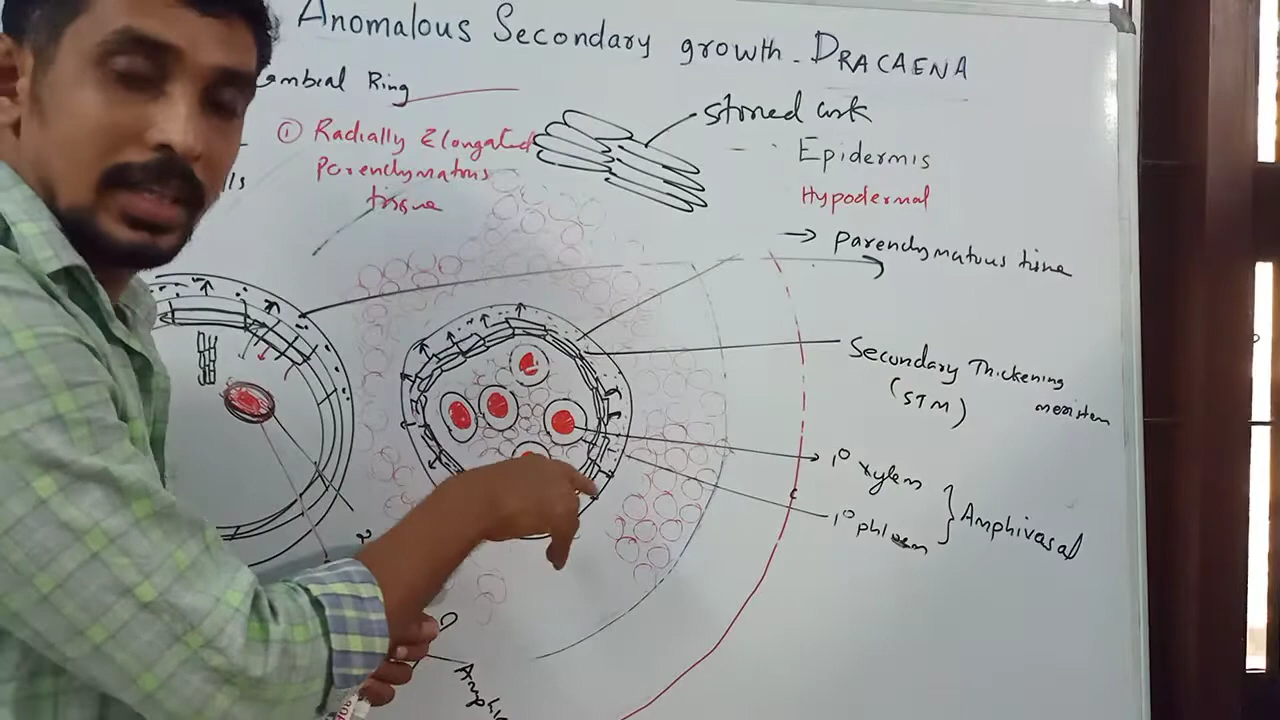 Anomalous Secondary growth - DRACAENA
cambial Ring
① Radially Elongated
Parenchymatous
tissue
storied cork
Epidermis
Hypodermal
→ parenchymatous tissue
Secondary Thickening
(STM) meristem
1° xylem
1° phloem
} Amphivasal